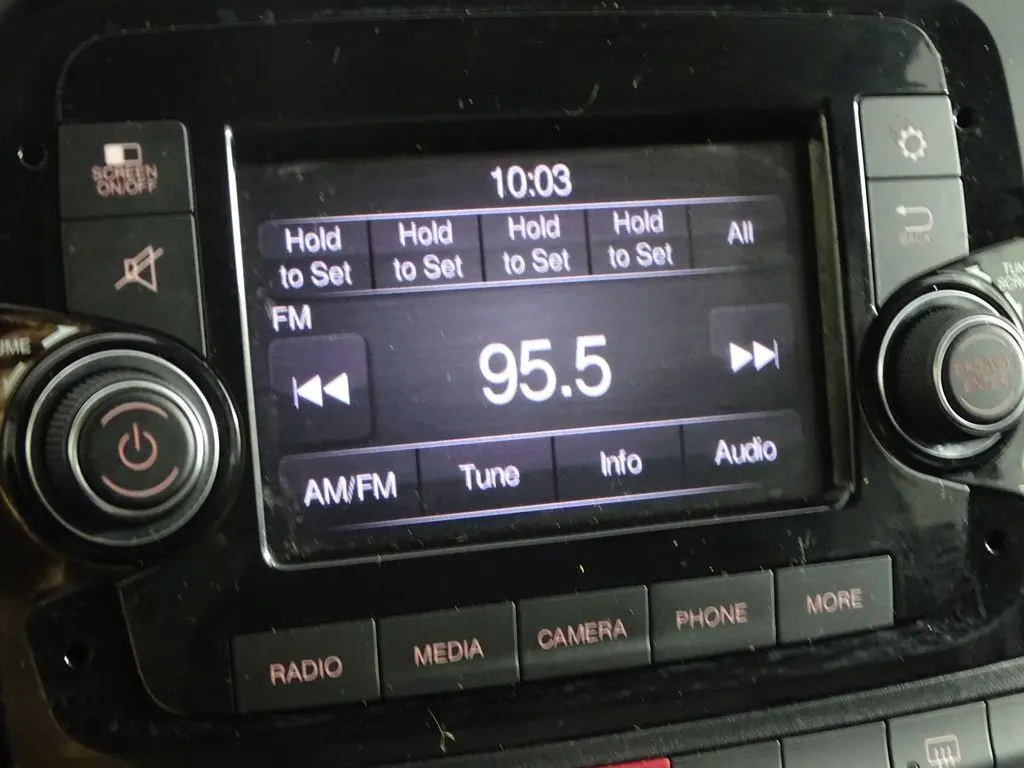 SCREEN
ON/OFF
10:03
Hold
to Set
Hold
to Set
Hold
to Set
Hold
to Set
All
BACK
FM
95.5
AM/FM
Tune
Info
Audio
RADIO
MEDIA
CAMERA
PHONE
MORE